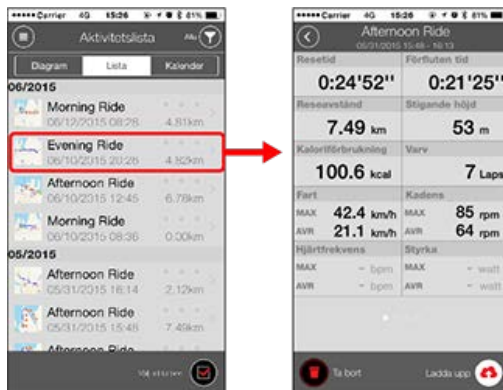 Carrier 4G 15:26 81%
Aktivitetslista
Allu
Diagram Lista Kalender
06/2015
Morning Ride
06/12/2015 08:28 4.81km
Evening Ride
06/10/2015 20:26 4.82km
Afternoon Ride
06/10/2015 12:45 6.78km
Morning Ride
06/10/2015 08:36 0.00km
05/2015
Afternoon Ride
05/31/2015 16:14 2.12km
Afternoon Ride
05/31/2015 15:48 7.49km
Afternoon Ride
Carrier 4G 15:26 81%
Afternoon Ride
05/31/2015 15:48 - 16:13
Resetid Förfluten tid
0:24'52'' 0:21'25''
Reseavstånd Stigande höjd
7.49 km 53 m
Kaloriförbrukning Varv
100.6 kcal 7 Laps
Fart Kadens
MAX 42.4 km/h MAX 85 rpm
AVR 21.1 km/h AVR 64 rpm
Hjärtfrekvens Styrka
MAX - bpm MAX - watt
AVR - bpm AVR - watt
Ta bort Ladda upp